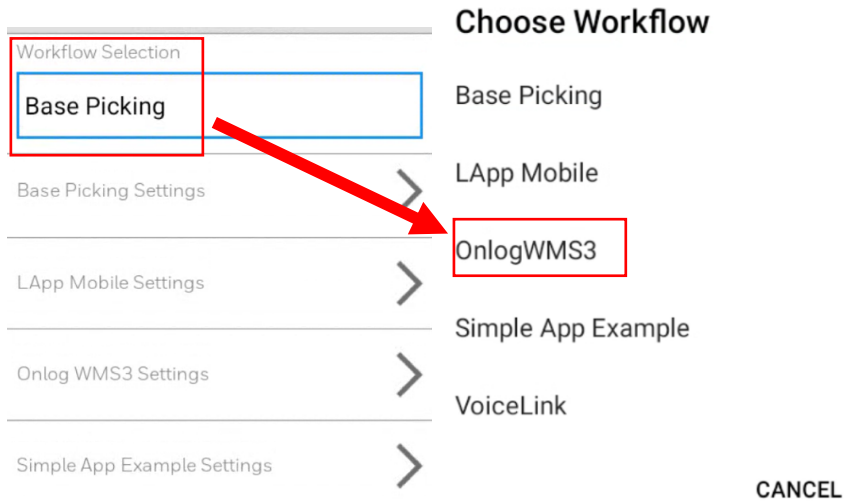 Workflow Selection
Base Picking
Base Picking Settings
LApp Mobile Settings
Onlog WMS3 Settings
Simple App Example Settings
Choose Workflow
Base Picking
LApp Mobile
OnlogWMS3
Simple App Example
VoiceLink
CANCEL